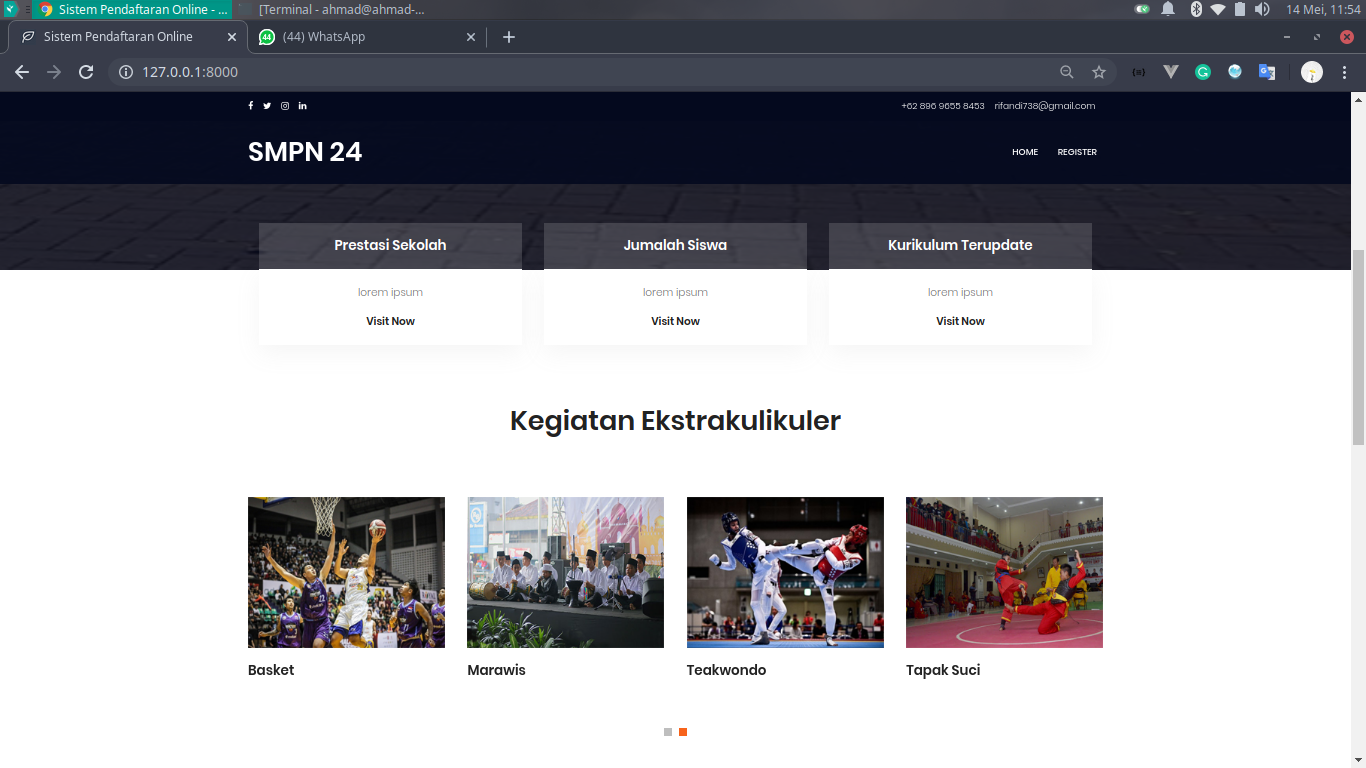 Sistem Pendaftaran Online - ...
[Terminal - ahmad@ahmad-...
14 Mei, 11:54
Sistem Pendaftaran Online
44
(44) WhatsApp
127.0.0.1:8000
+62 896 9655 8453
rifandi738@gmail.com
SMPN 24
HOME
REGISTER
Prestasi Sekolah
Jumalah Siswa
Kurikulum Terupdate
lorem ipsum
lorem ipsum
lorem ipsum
Visit Now
Visit Now
Visit Now
Kegiatan Ekstrakulikuler
Basket
Marawis
Teakwondo
Tapak Suci